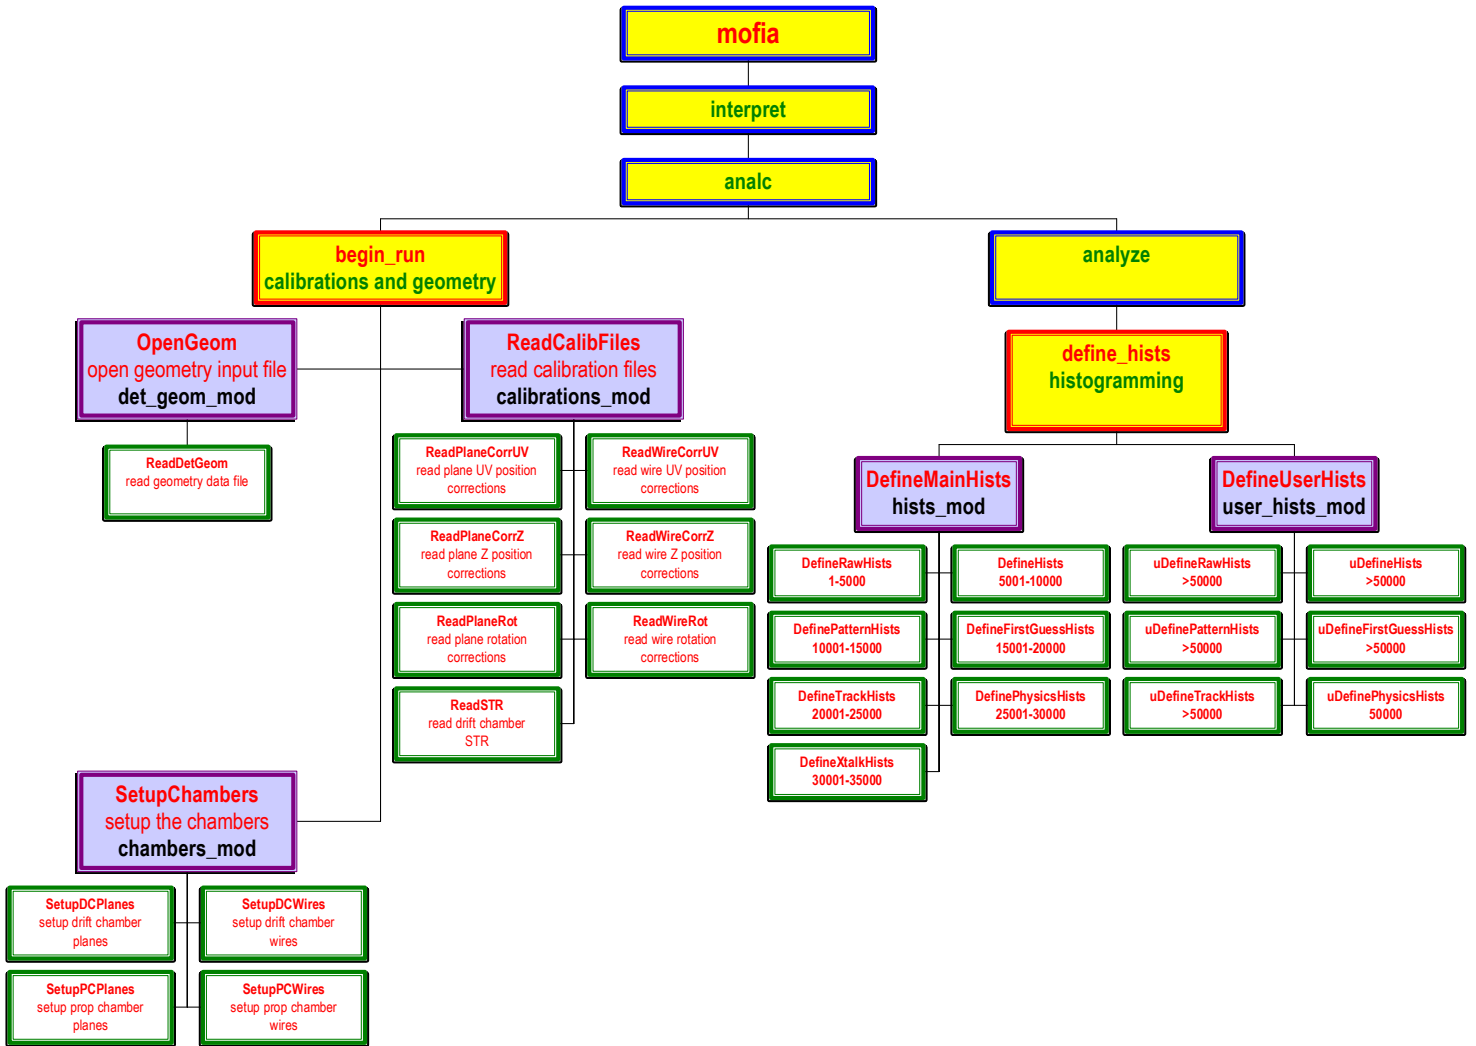 mofia
interpret
analc
begin_run
calibrations and geometry
analyze
OpenGeom
open geometry input file
det_geom_mod
ReadCalibFiles
read calibration files
calibrations_mod
define_hists
histogramming
ReadDetGeom
read geometry data file
ReadPlaneCorrUV
read plane UV position
corrections
ReadWireCorrUV
read wire UV position
corrections
DefineMainHists
hists_mod
DefineUserHists
user_hists_mod
ReadPlaneCorrZ
read plane Z position
corrections
ReadWireCorrZ
read wire Z position
corrections
DefineRawHists
1-5000
DefineHists
5001-10000
uDefineRawHists
>50000
uDefineHists
>50000
ReadPlaneRot
read plane rotation
corrections
ReadWireRot
read wire rotation
corrections
DefinePatternHists
10001-15000
DefineFirstGuessHists
15001-20000
uDefinePatternHists
>50000
uDefineFirstGuessHists
>50000
ReadSTR
read drift chamber
STR
DefineTrackHists
20001-25000
DefinePhysicsHists
25001-30000
uDefineTrackHists
>50000
uDefinePhysicsHists
50000
DefineXtalkHists
30001-35000
SetupChambers
setup the chambers
chambers_mod
SetupDCPlanes
setup drift chamber
planes
SetupDCWires
setup drift chamber
wires
SetupPCPlanes
setup prop chamber
planes
SetupPCWires
setup prop chamber
wires